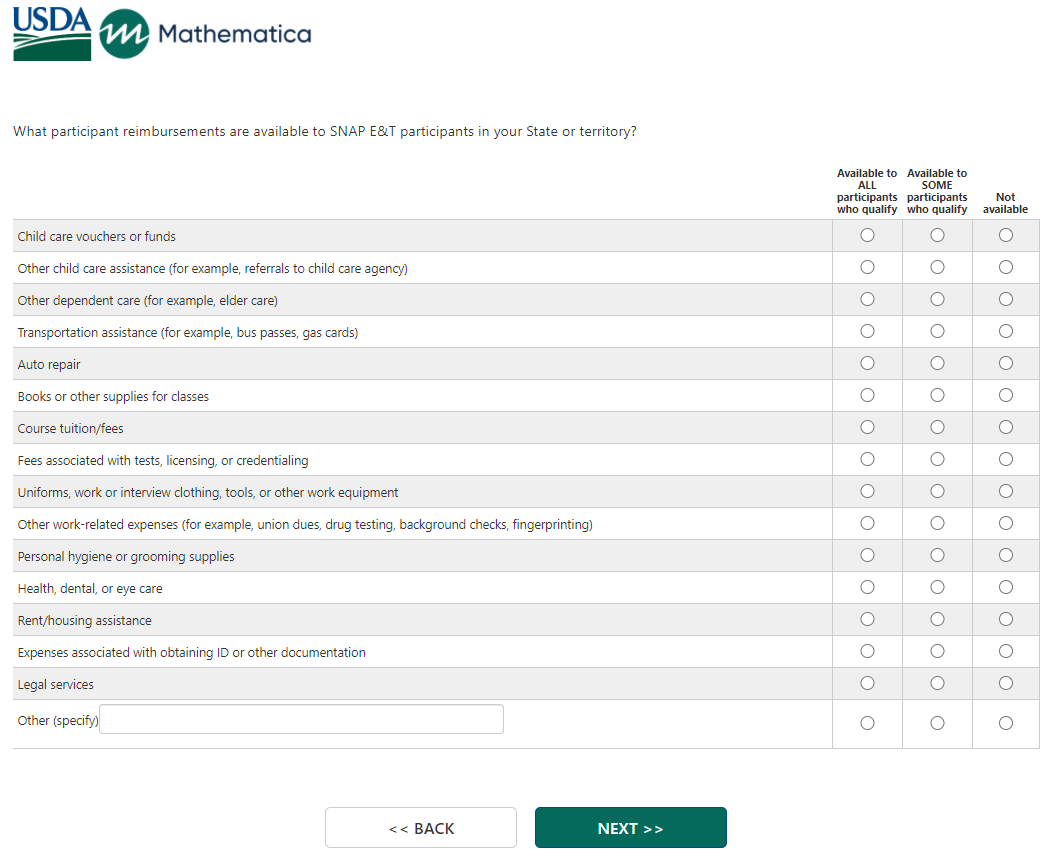 USDA Mathematica
What participant reimbursements are available to SNAP E&T participants in your State or territory?
Available to ALL participants who qualify
Available to SOME participants who qualify
Not available
Child care vouchers or funds
Other child care assistance (for example, referrals to child care agency)
Other dependent care (for example, elder care)
Transportation assistance (for example, bus passes, gas cards)
Auto repair
Books or other supplies for classes
Course tuition/fees
Fees associated with tests, licensing, or credentialing
Uniforms, work or interview clothing, tools, or other work equipment
Other work-related expenses (for example, union dues, drug testing, background checks, fingerprinting)
Personal hygiene or grooming supplies
Health, dental, or eye care
Rent/housing assistance
Expenses associated with obtaining ID or other documentation
Legal services
Other (specify)
<< BACK
NEXT >>